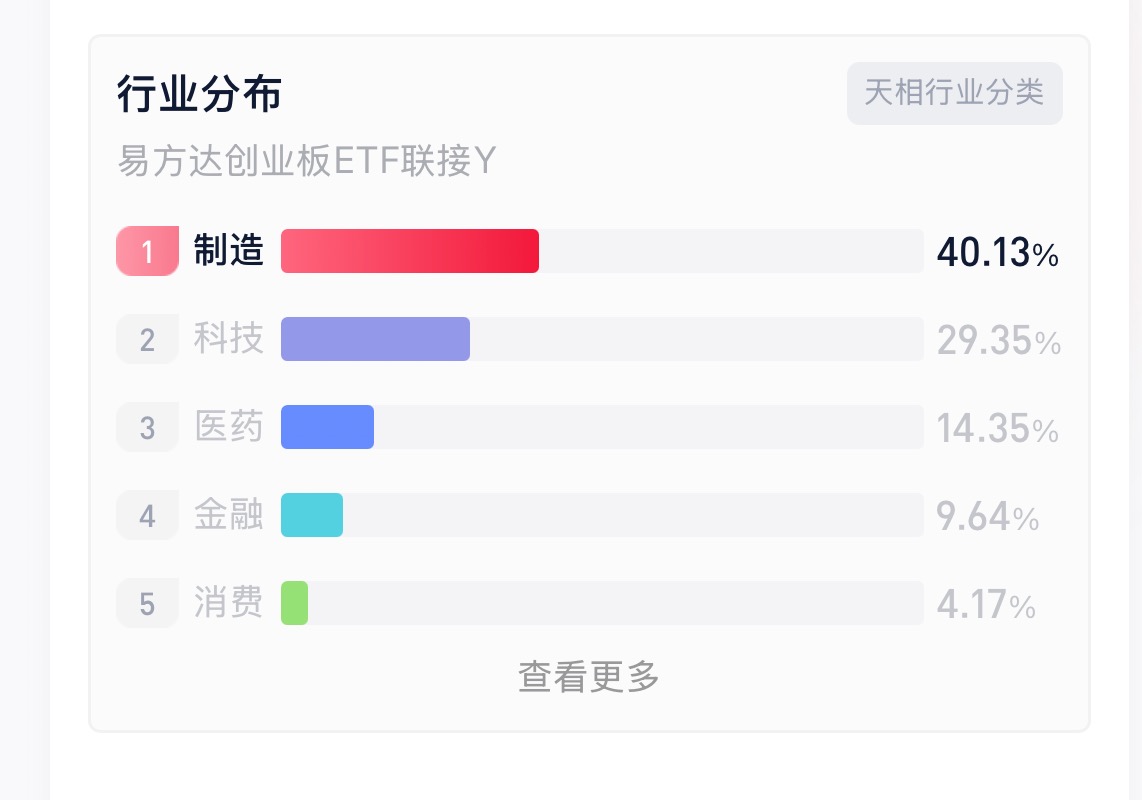 行业分布
天相行业分类
易方达创业板ETF联接Y
1 制造 40.13%
2 科技 29.35%
3 医药 14.35%
4 金融 9.64%
5 消费 4.17%
查看更多